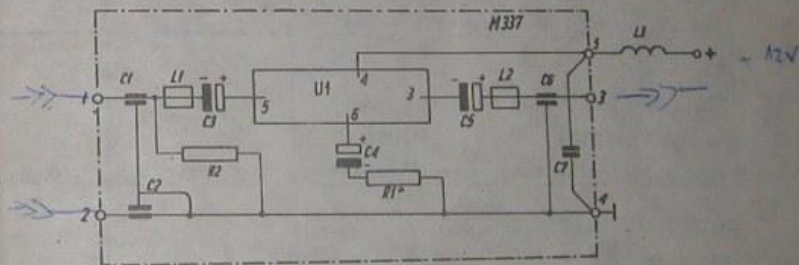 M337
5 L3 +
- 12V
C1 L1 - + 4 - + L2 C6
U1
1 5 3 3
C3 6 C5
+
C4
R2 - C7
R1*
C2
2 4